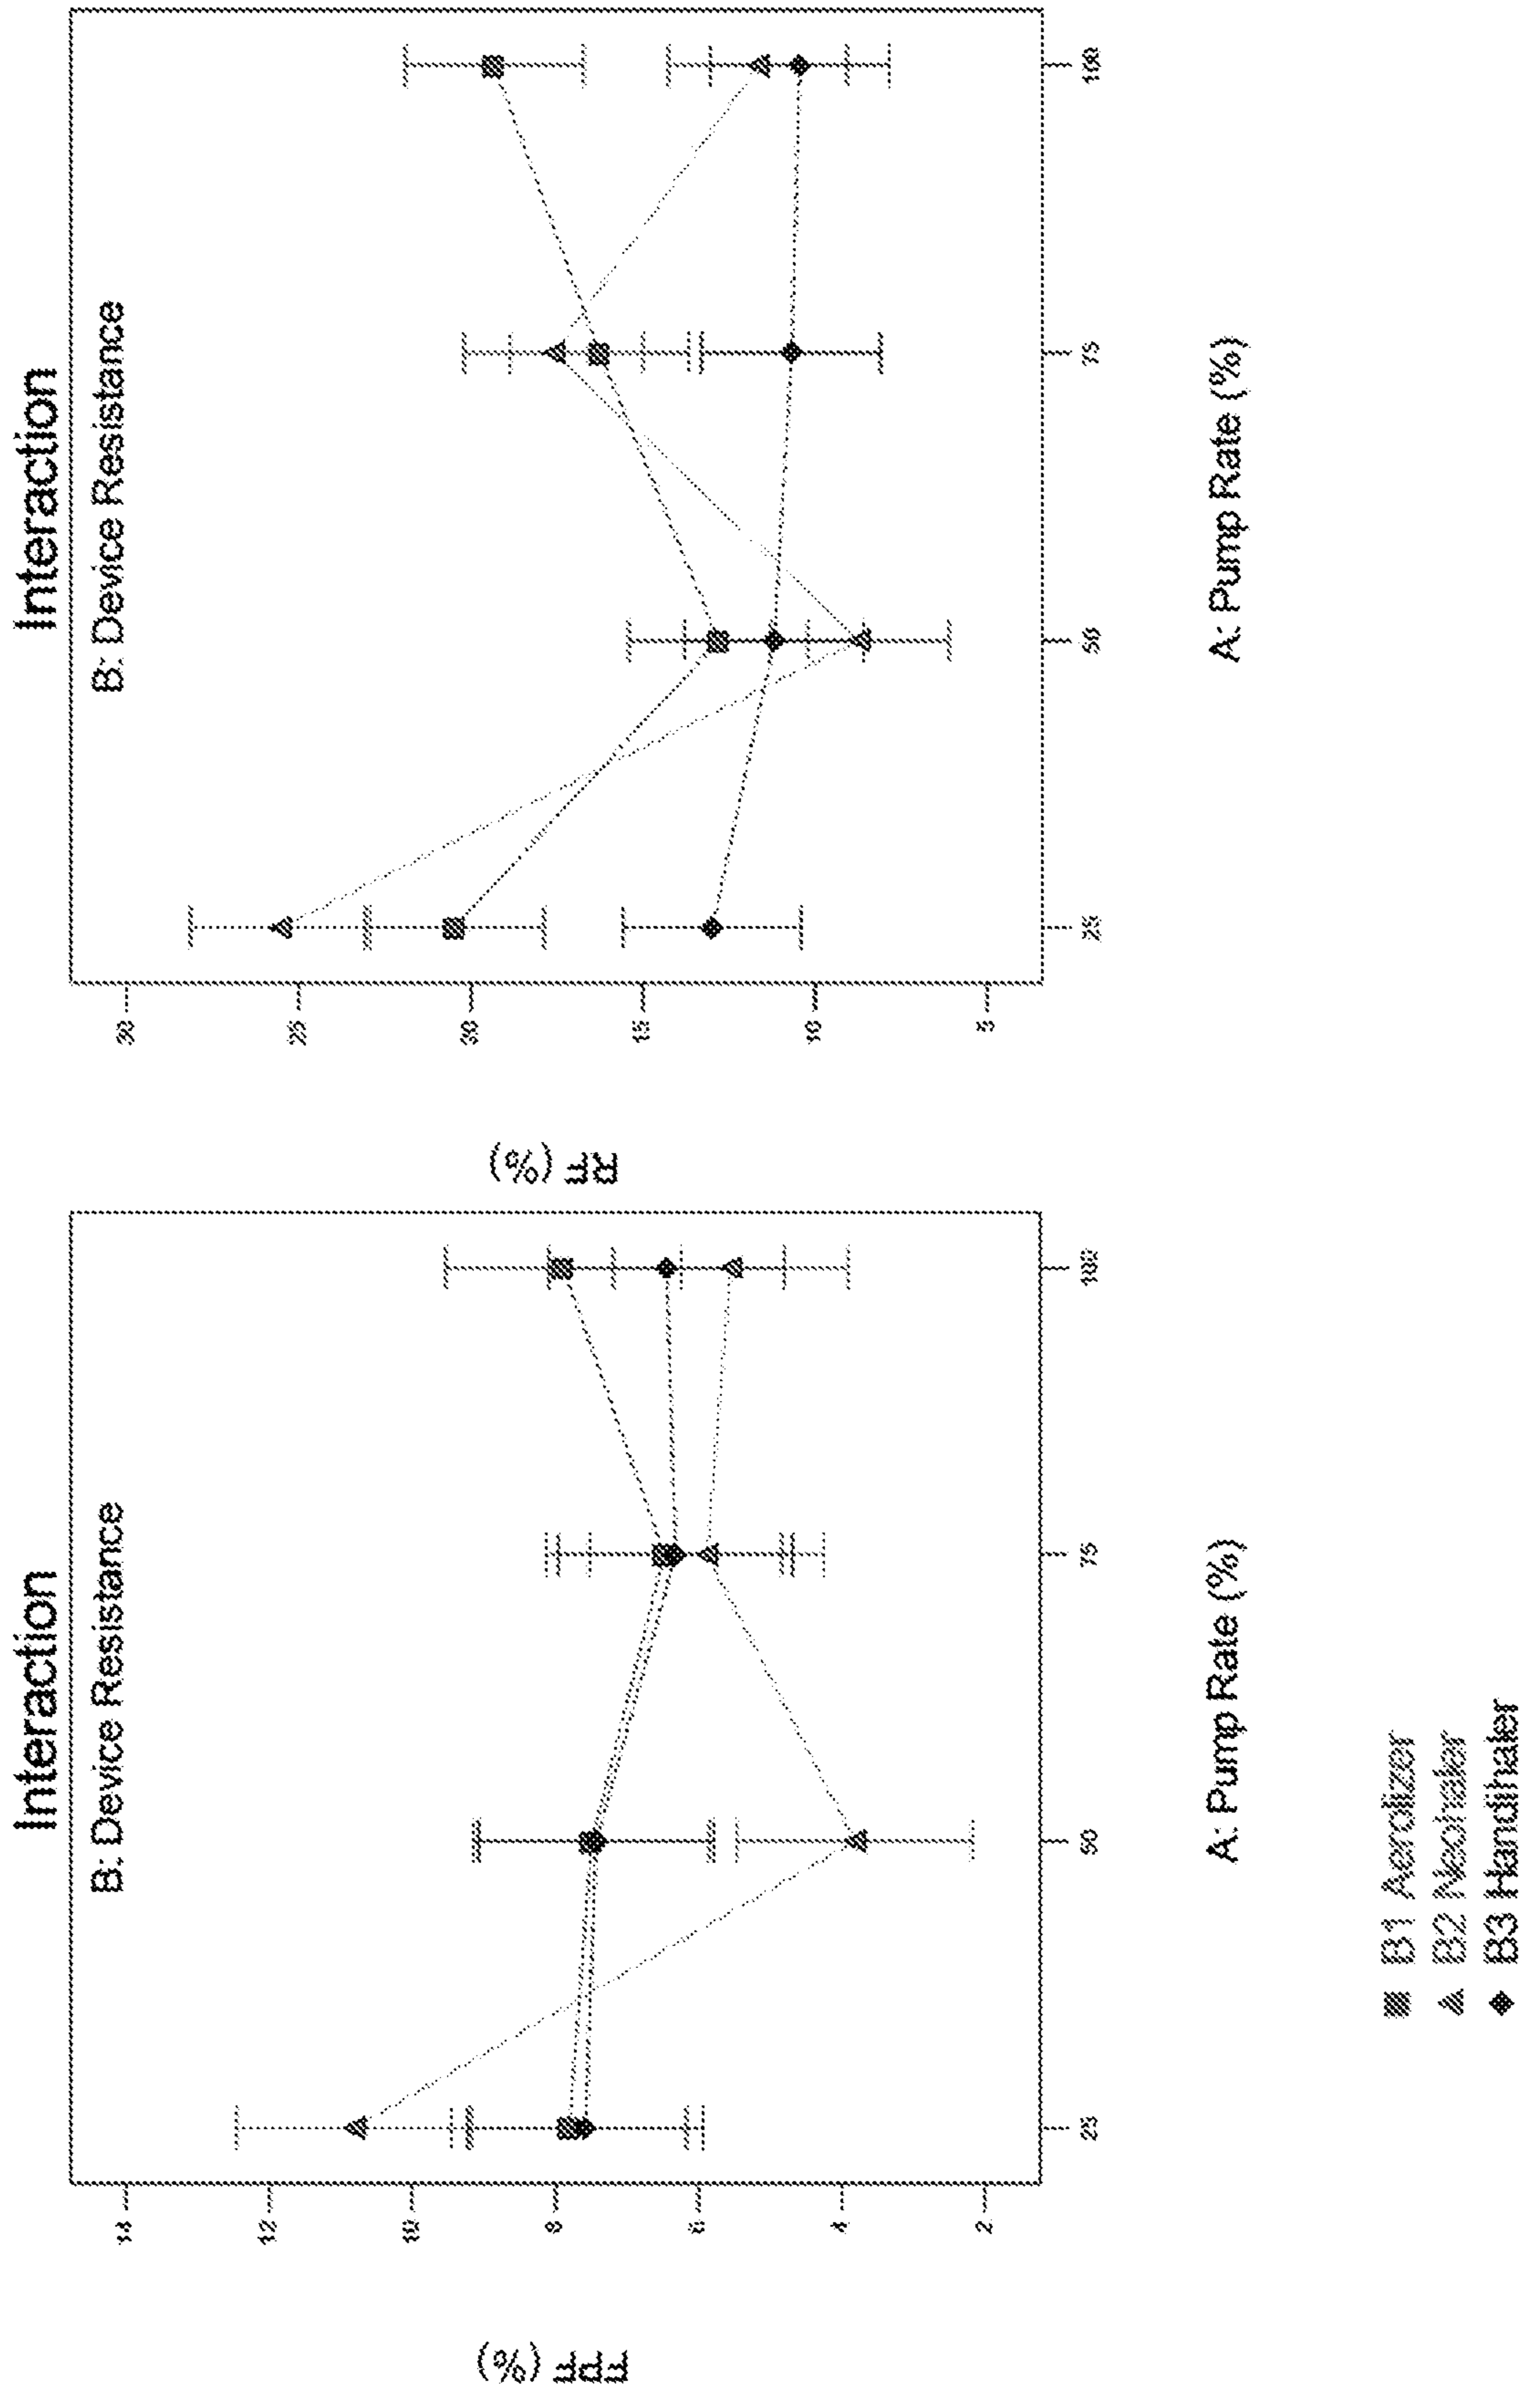 Interaction
B: Device Resistance
FPF (%)
14
12
10
8
6
4
2
25
50
75
100
A: Pump Rate (%)
Interaction
B: Device Resistance
RF (%)
30
25
20
15
10
5
25
50
75
100
A: Pump Rate (%)
B1 Aerolizer
B2 Neohaler
B3 Handihaler